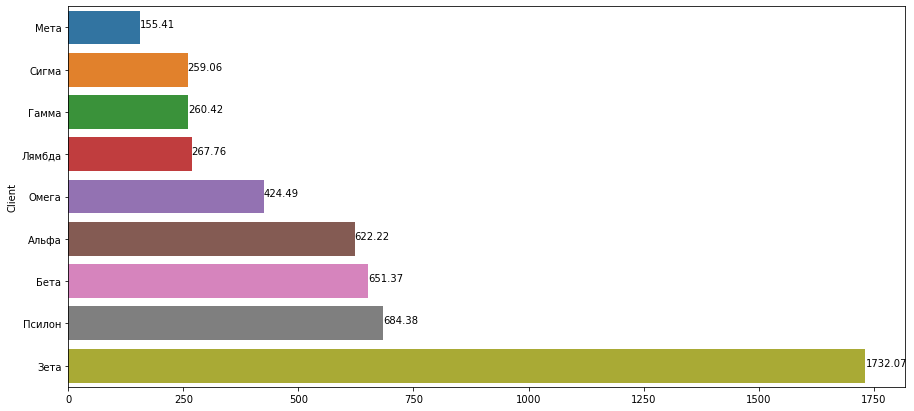 Client
Мета 155.41
Сигма 259.06
Гамма 260.42
Лямбда 267.76
Омега 424.49
Альфа 622.22
Бета 651.37
Псилон 684.38
Зета 1732.07
0 250 500 750 1000 1250 1500 1750